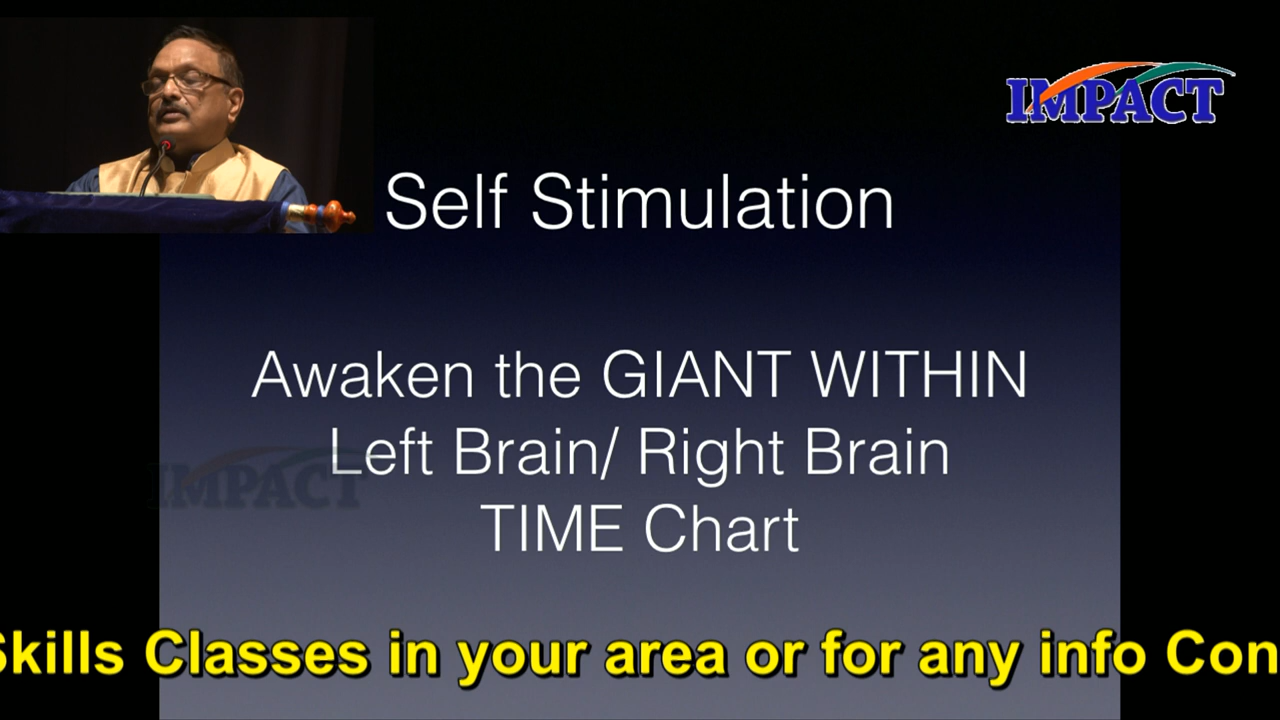 IMPACT
Self Stimulation
Awaken the GIANT WITHIN
Left Brain/ Right Brain
TIME Chart
IMPACT
Skills Classes in your area or for any info Con